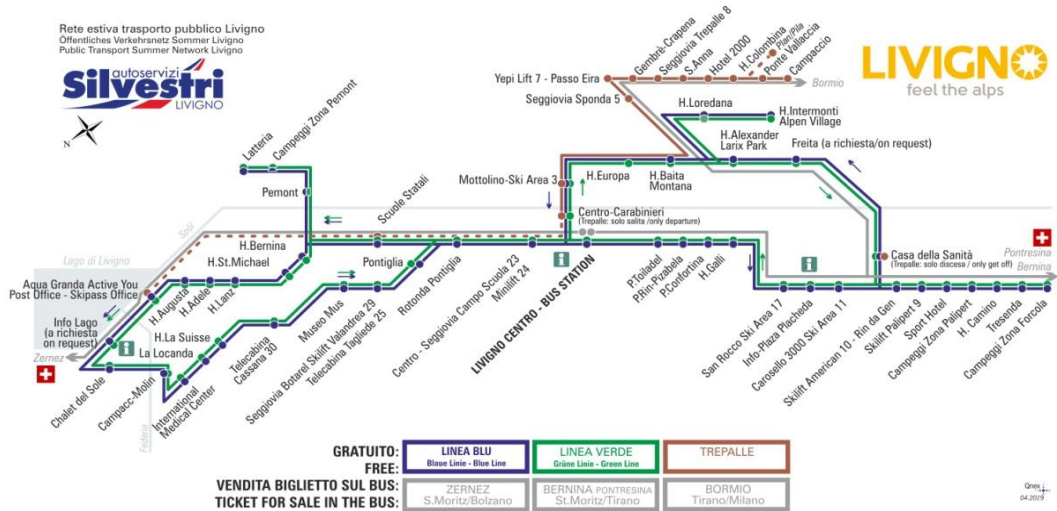 Rete estiva trasporto pubblico Livigno
Öffentliches Verkehrsnetz Sommer Livigno
Public Transport Summer Network Livigno
autoservizi
Silvestri
LIVIGNO
N
LIVIGNO
feel the alps
Yepi Lift 7 - Passo Eira
Gembrè-Crapena
Seggiovia Trepalle 8
S.Anna
Hotel 2000
H.Colombina
Plan/Pila
Ponte Vallaccia
Campaccio
Bormio
Seggiovia Sponda 5
H.Loredana
H.Intermonti
Alpen Village
H.Alexander
Larix Park
Freita (a richiesta/on request)
Latteria
Campeggi Zona Pemont
Pemont
Mottolino-Ski Area 3
H.Europa
H.Baita
Montana
Scuole Statali
Centro-Carabinieri
(Trepalle: solo salita /only departure)
Spöl
Lago di Livigno
H.Bernina
H.St.Michael
Pontiglia
Casa della Sanità
(Trepalle: solo discesa / only get off)
Pontresina
Bernina
Aqua Granda Active You
Post Office - Skipass Office
H.Augusta
H.Adele
H.Lanz
Info Lago
(a richiesta
on request)
Zernez
H.La Suisse
La Locanda
Chalet del Sole
Campacc-Molin
Federia
International
Medical Center
Telecabina
Cassana 30
Museo Mus
Seggiovia Botarel Skilift Valandrea 29
Telecabina Tagliede 25
Rotonda Pontiglia
Centro - Seggiovia Campo Scuola 23
Minilift 24
LIVIGNO CENTRO - BUS STATION
P.Toiladel
P.Rin-Pizabela
P.Confortina
H.Galli
San Rocco Ski Area 17
Info-Plaza Placheda
Carosello 3000 Ski Area 11
Skilift American 10 - Rin da Gen
Skilift Palipert 9
Sport Hotel
Campeggi Zona Palipert
H. Camino
Tresenda
Campeggi Zona Forcola
GRATUITO:
FREE:
LINEA BLU
Blaue Linie - Blue Line
LINEA VERDE
Grüne Linie - Green Line
TREPALLE
VENDITA BIGLIETTO SUL BUS:
TICKET FOR SALE IN THE BUS:
ZERNEZ
S.Moritz/Bolzano
BERNINA PONTRESINA
St.Moritz/Tirano
BORMIO
Tirano/Milano
Qnex
04.2019